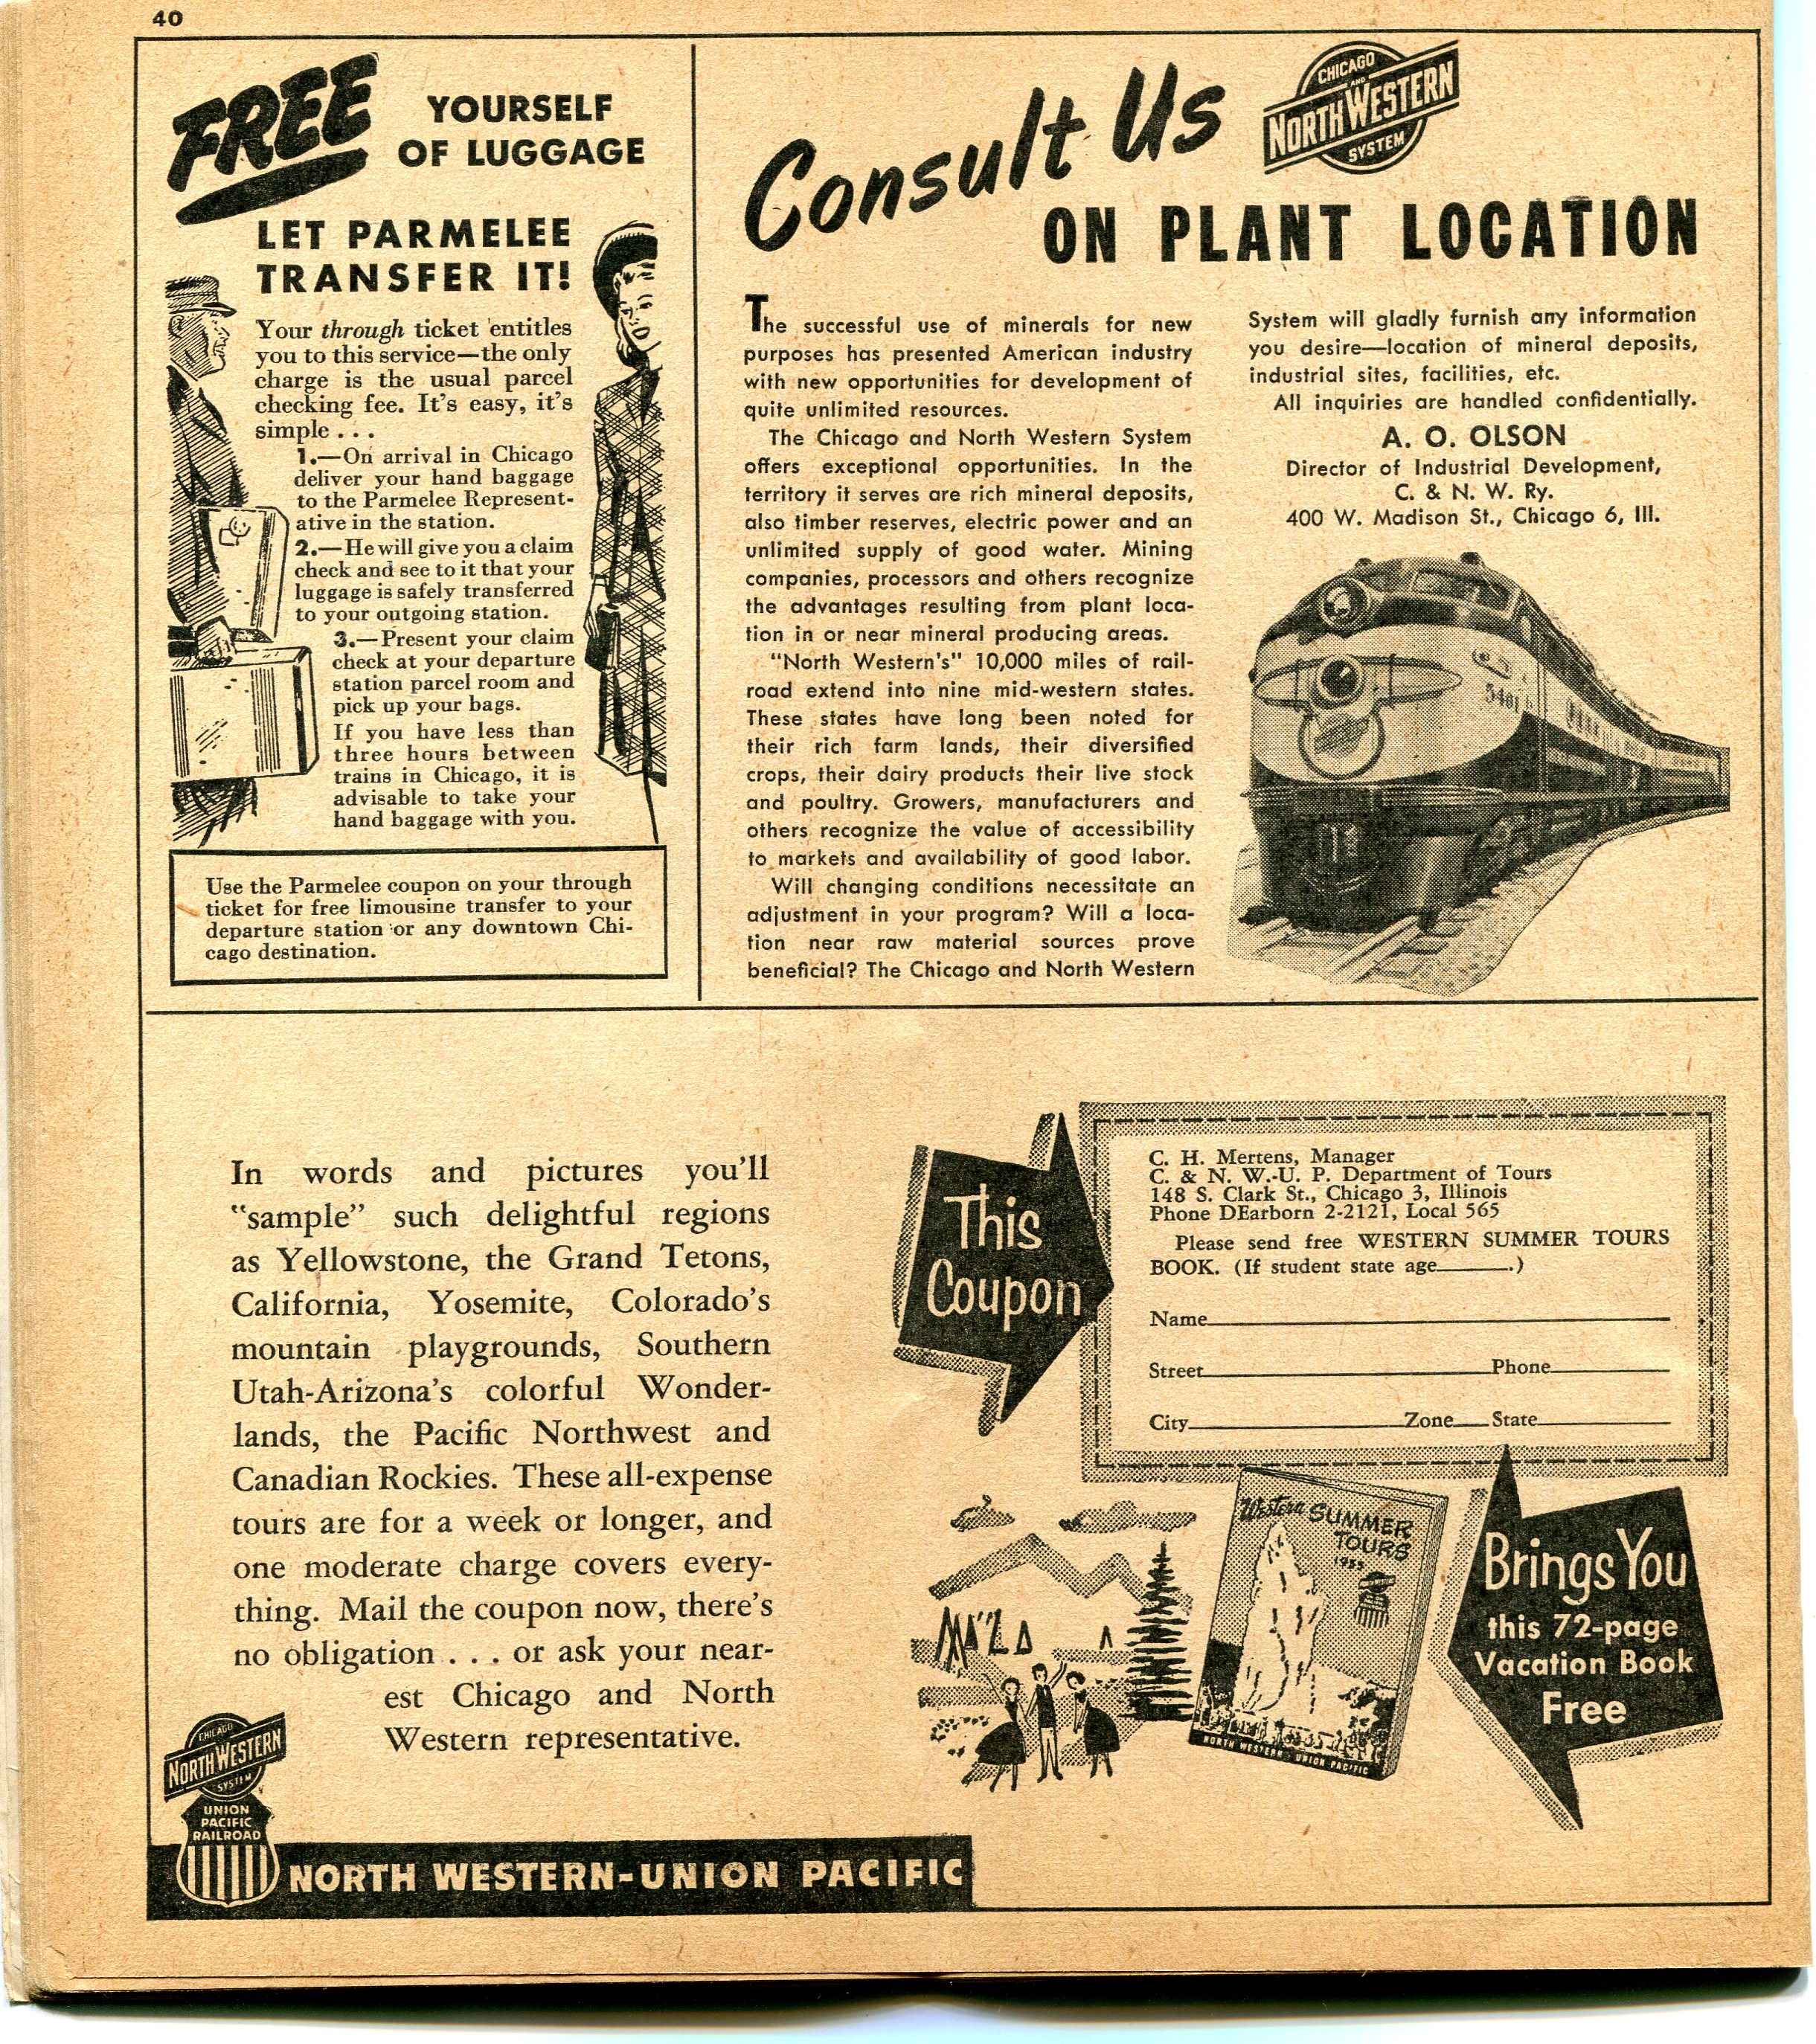 40
FREE
YOURSELF
OF LUGGAGE
LET PARMELEE
TRANSFER IT!
Your through ticket entitles
you to this service—the only
charge is the usual parcel
checking fee. It's easy, it's
simple . . .
1.—On arrival in Chicago
deliver your hand baggage
to the Parmelee Represent-
ative in the station.
2.—He will give you a claim
check and see to it that your
luggage is safely transferred
to your outgoing station.
3.—Present your claim
check at your departure
station parcel room and
pick up your bags.
If you have less than
three hours between
trains in Chicago, it is
advisable to take your
hand baggage with you.
Use the Parmelee coupon on your through
ticket for free limousine transfer to your
departure station or any downtown Chi-
cago destination.
Consult Us
CHICAGO
AND
NORTH WESTERN
SYSTEM
ON PLANT LOCATION
The successful use of minerals for new
purposes has presented American industry
with new opportunities for development of
quite unlimited resources.
The Chicago and North Western System
offers exceptional opportunities. In the
territory it serves are rich mineral deposits,
also timber reserves, electric power and an
unlimited supply of good water. Mining
companies, processors and others recognize
the advantages resulting from plant loca-
tion in or near mineral producing areas.
"North Western's" 10,000 miles of rail-
road extend into nine mid-western states.
These states have long been noted for
their rich farm lands, their diversified
crops, their dairy products their live stock
and poultry. Growers, manufacturers and
others recognize the value of accessibility
to markets and availability of good labor.
Will changing conditions necessitate an
adjustment in your program? Will a loca-
tion near raw material sources prove
beneficial? The Chicago and North Western
System will gladly furnish any information
you desire—location of mineral deposits,
industrial sites, facilities, etc.
All inquiries are handled confidentially.
A. O. OLSON
Director of Industrial Development,
C. & N. W. Ry.
400 W. Madison St., Chicago 6, Ill.
5401
In words and pictures you'll
"sample" such delightful regions
as Yellowstone, the Grand Tetons,
California, Yosemite, Colorado's
mountain playgrounds, Southern
Utah-Arizona's colorful Wonder-
lands, the Pacific Northwest and
Canadian Rockies. These all-expense
tours are for a week or longer, and
one moderate charge covers every-
thing. Mail the coupon now, there's
no obligation . . . or ask your near-
est Chicago and North
Western representative.
CHICAGO
NORTH WESTERN
SYSTEM
UNION
PACIFIC
RAILROAD
NORTH WESTERN-UNION PACIFIC
This
Coupon
C. H. Mertens, Manager
C. & N. W.-U. P. Department of Tours
148 S. Clark St., Chicago 3, Illinois
Phone DEarborn 2-2121, Local 565
Please send free WESTERN SUMMER TOURS
BOOK. (If student state age______.)
Name______
Street______Phone______
City______Zone___State______
Western SUMMER
TOURS
1953
NORTH WESTERN - UNION PACIFIC
Brings You
this 72-page
Vacation Book
Free